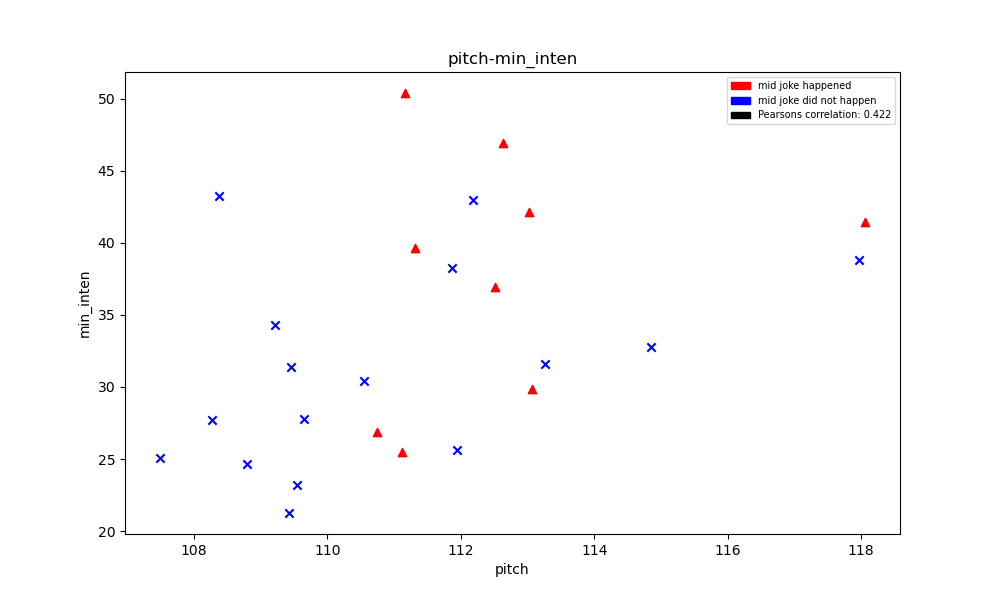 pitch-min_inten
mid joke happened
mid joke did not happen
Pearsons correlation: 0.422
50
45
40
35
30
25
20
min_inten
108 110 112 114 116 118
pitch